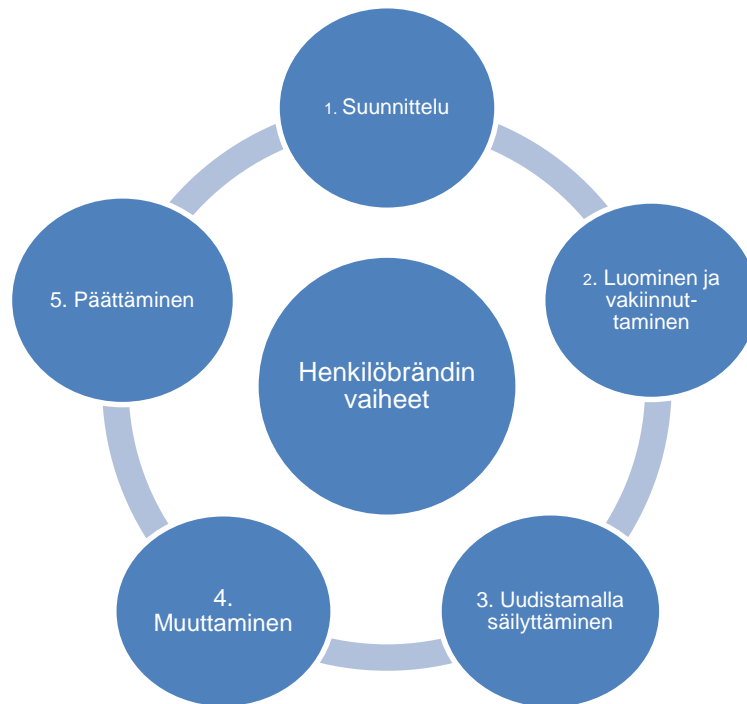 1. Suunnittelu
2. Luominen ja
vakiinnut-
taminen
3. Uudistamalla
säilyttäminen
4.
Muuttaminen
5. Päättäminen
Henkilöbrändin
vaiheet